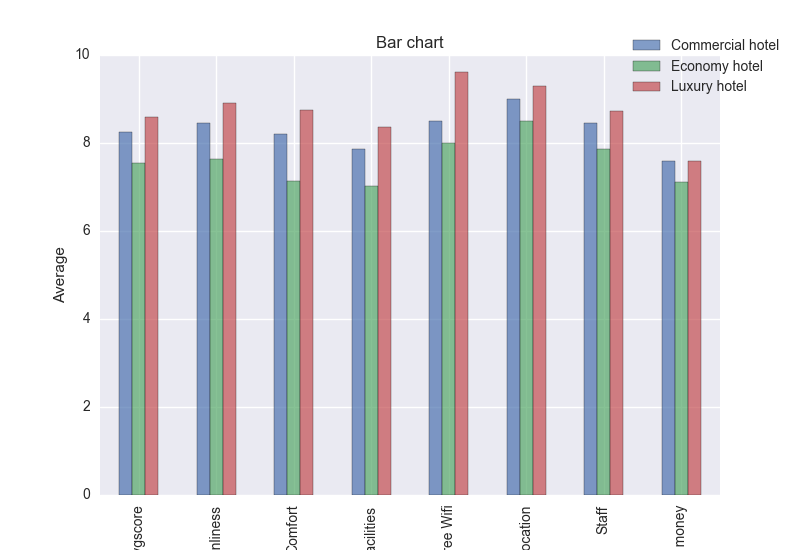 Bar chart
Commercial hotel
Economy hotel
Luxury hotel
Average
10
8
6
4
2
0
vgscore
nliness
Comfort
acilities
ree Wifi
ocation
Staff
money